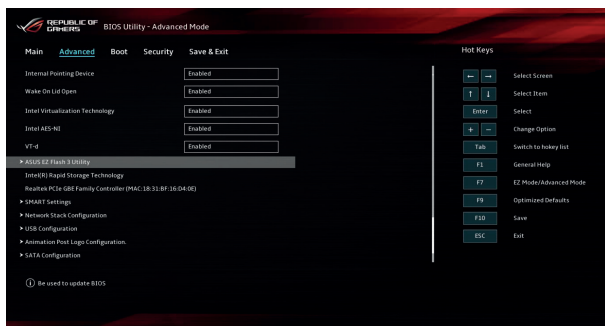 REPUBLIC OF
GAMERS
BIOS Utility - Advanced Mode
Main Advanced Boot Security Save & Exit
Hot Keys
Internal Pointing Device Enabled
Wake On Lid Open Enabled
Intel Virtualization Technology Enabled
Intel AES-NI Enabled
VT-d Enabled
> ASUS EZ Flash 3 Utility
Intel(R) Rapid Storage Technology
Realtek PCIe GBE Family Controller (MAC:18:31:BF:16:04:0E)
> SMART Settings
> Network Stack Configuration
> USB Configuration
> Animation Post Logo Configuration.
> SATA Configuration
← → Select Screen
↑ ↓ Select Item
Enter Select
+ - Change Option
Tab Switch to hokey list
F1 General Help
F7 EZ Mode/Advanced Mode
F9 Optimized Defaults
F10 Save
ESC Exit
i Be used to update BIOS